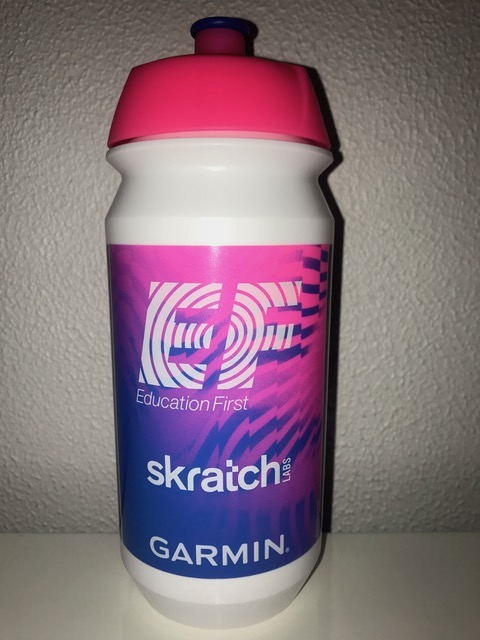 EF
Education First
skratch LABS
GARMIN®